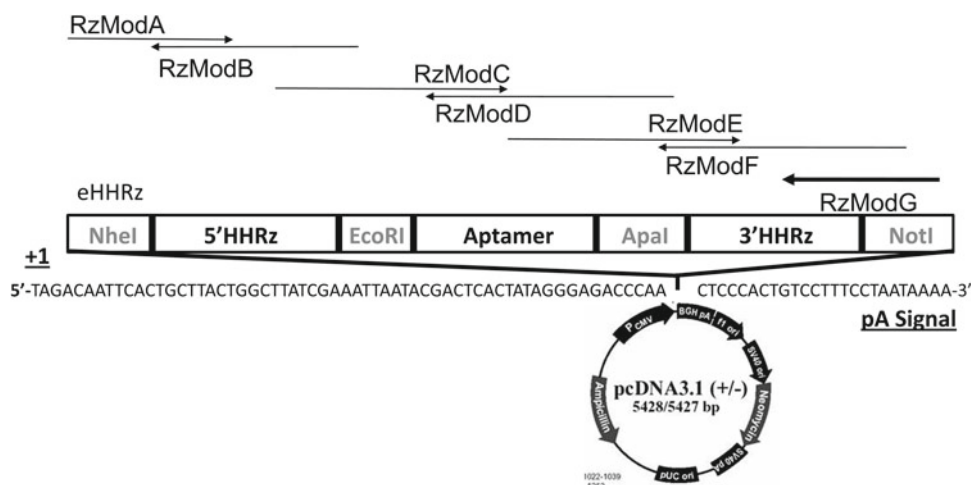 RzModA
RzModB
RzModC
RzModD
RzModE
RzModF
RzModG
eHHRz
NheI 5'HHRz EcoRI Aptamer ApaI 3'HHRz NotI
+1
5'-TAGACAATTCACTGCTTACTGGCTTATCGAAATTAATACGACTCACTATAGGGAGACCCAA CTCCCACTGTCCTTTCCTAATAAAA-3'
pA Signal
PCMV BGH pA f1 ori
SV40 ori
pcDNA3.1 (+/-)
5428/5427 bp
Ampicillin
Neomycin
SV40 pA
pUC ori
1022-1039